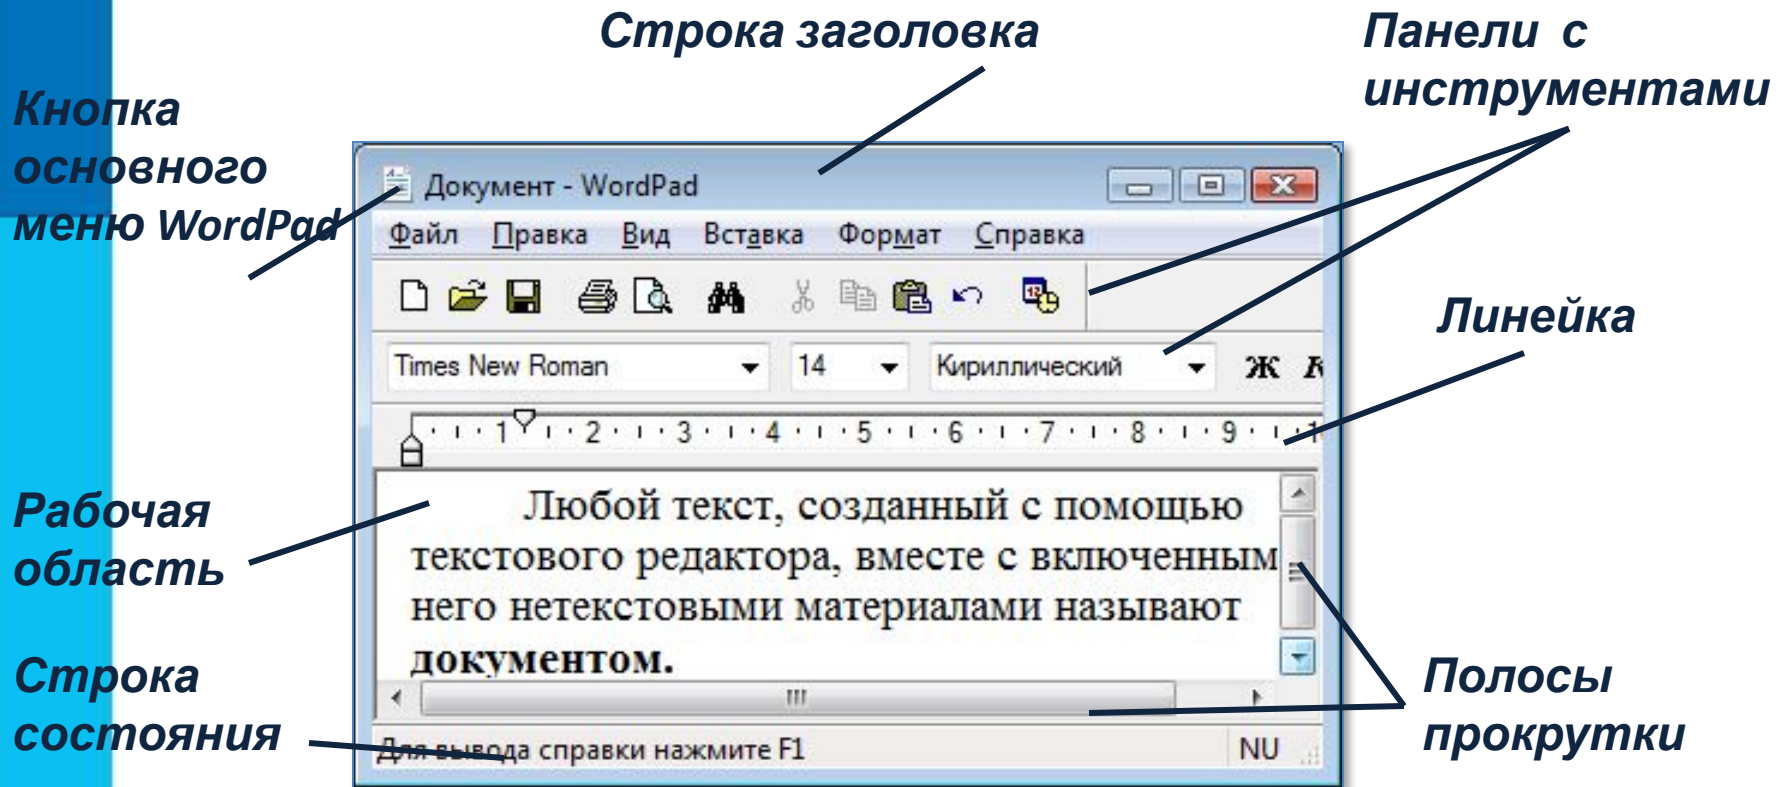 Строка заголовка
Панели с
инструментами
Кнопка
основного
меню WordPad
Документ - WordPad
Файл Правка Вид Вставка Формат Справка
Times New Roman 14 Кириллический Ж К
1 2 3 4 5 6 7 8 9 10
Линейка
Рабочая
область
Любой текст, созданный с помощью
текстового редактора, вместе с включенным
него нетекстовыми материалами называют
документом.
Строка
состояния
Полосы
прокрутки
Для вывода справки нажмите F1 NU